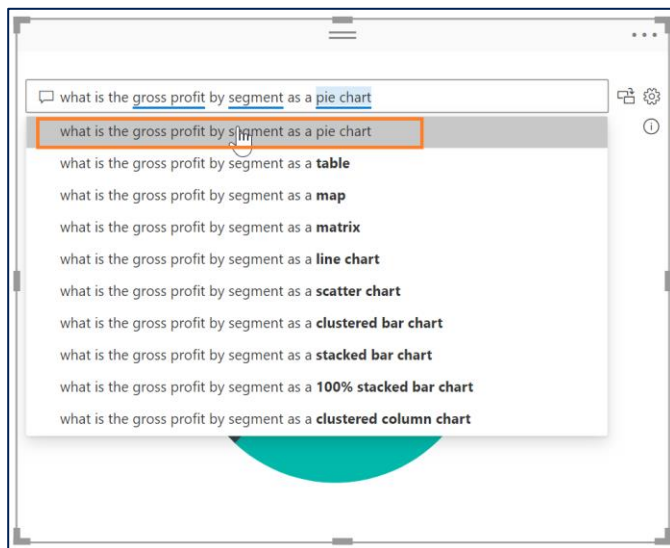 what is the gross profit by segment as a pie chart
what is the gross profit by segment as a pie chart
what is the gross profit by segment as a table
what is the gross profit by segment as a map
what is the gross profit by segment as a matrix
what is the gross profit by segment as a line chart
what is the gross profit by segment as a scatter chart
what is the gross profit by segment as a clustered bar chart
what is the gross profit by segment as a stacked bar chart
what is the gross profit by segment as a 100% stacked bar chart
what is the gross profit by segment as a clustered column chart